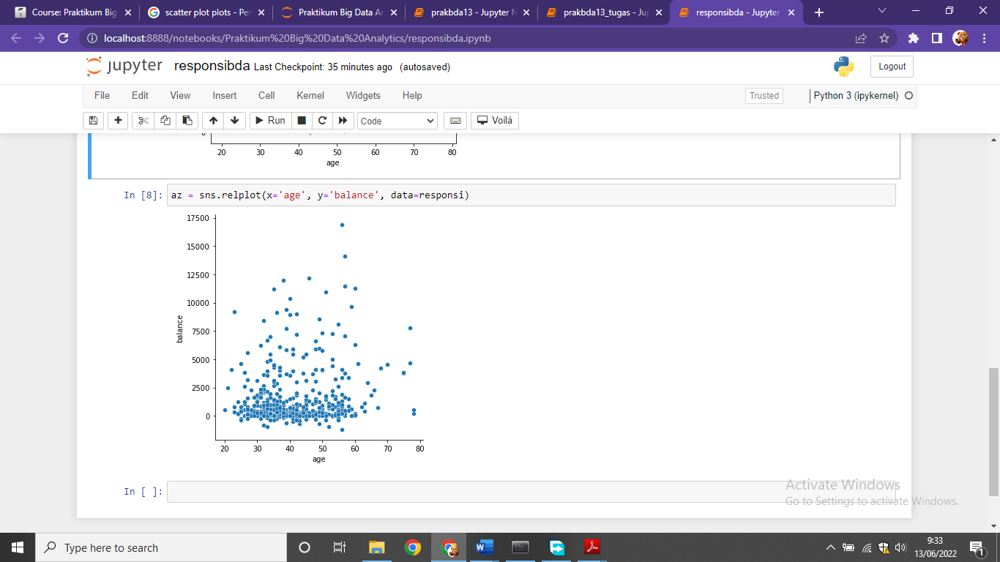 Course: Praktikum Big
scatter plot plots - Per
Praktikum Big Data Ar
prakbda13 - Jupyter N
prakbda13_tugas - Jup
responsibda - Jupyter
localhost:8888/notebooks/Praktikum%20Big%20Data%20Analytics/responsibda.ipynb
jupyter responsibda Last Checkpoint: 35 minutes ago (autosaved)
Logout
File Edit View Insert Cell Kernel Widgets Help
Trusted
Python 3 (ipykernel)
Run
Code
Voilà
0
20 30 40 50 60 70 80
age
In [8]: az = sns.relplot(x='age', y='balance', data=responsi)
17500
15000
12500
10000
7500
5000
2500
0
balance
20 30 40 50 60 70 80
age
In [ ]:
Activate Windows
Go to Settings to activate Windows.
Type here to search
9:33
13/06/2022
1